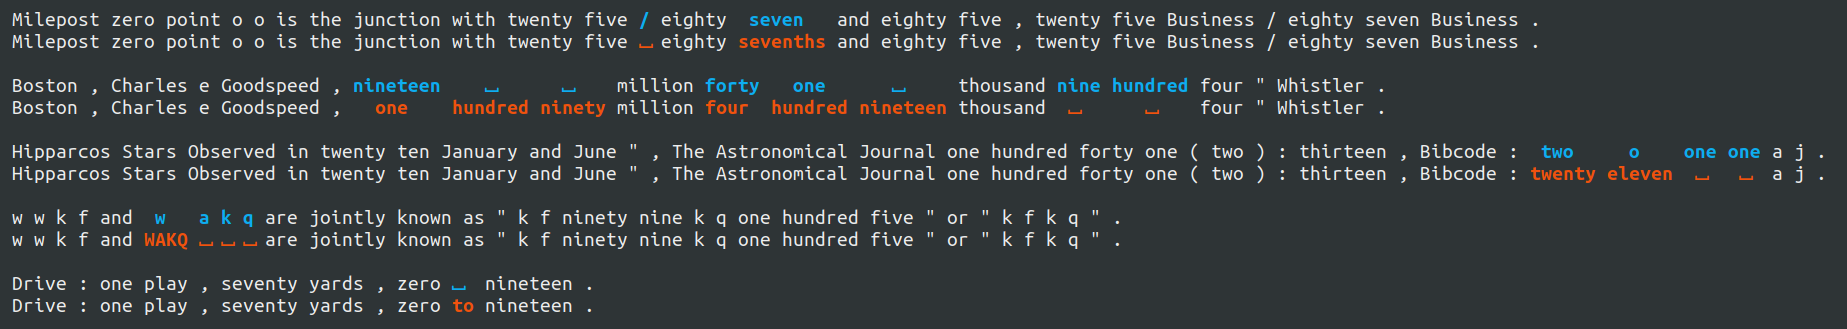 Milepost zero point o o is the junction with twenty five / eighty seven and eighty five , twenty five Business / eighty seven Business .
Milepost zero point o o is the junction with twenty five ⎵ eighty sevenths and eighty five , twenty five Business / eighty seven Business .
Boston , Charles e Goodspeed , nineteen ⎵ ⎵ million forty one ⎵ thousand nine hundred four " Whistler .
Boston , Charles e Goodspeed , one hundred ninety million four hundred nineteen thousand ⎵ ⎵ four " Whistler .
Hipparcos Stars Observed in twenty ten January and June " , The Astronomical Journal one hundred forty one ( two ) : thirteen , Bibcode : two o one one a j .
Hipparcos Stars Observed in twenty ten January and June " , The Astronomical Journal one hundred forty one ( two ) : thirteen , Bibcode : twenty eleven ⎵ ⎵ a j .
w w k f and w a k q are jointly known as " k f ninety nine k q one hundred five " or " k f k q " .
w w k f and WAKQ ⎵ ⎵ ⎵ are jointly known as " k f ninety nine k q one hundred five " or " k f k q " .
Drive : one play , seventy yards , zero ⎵ nineteen .
Drive : one play , seventy yards , zero to nineteen .